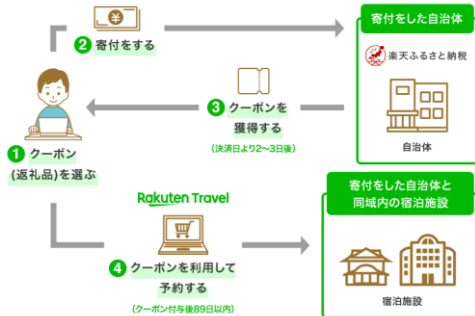 ¥
2 寄付をする
寄付をした自治体
楽天ふるさと納税
自治体
3 クーポンを
獲得する
(決済日より2〜3日後)
1 クーポン
(返礼品)を選ぶ
Rakuten Travel
4 クーポンを利用して
予約する
(クーポン付与後89日以内)
寄付をした自治体と
同域内の宿泊施設
宿泊施設